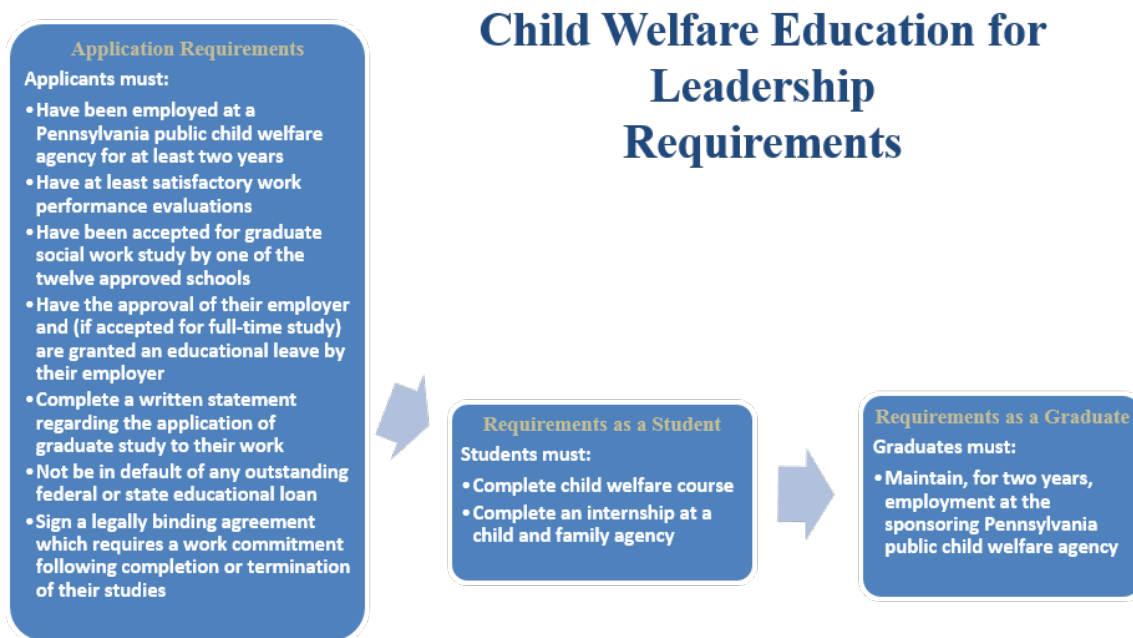 Child Welfare Education for
Leadership
Requirements
Application Requirements
Applicants must:
•Have been employed at a
Pennsylvania public child welfare
agency for at least two years
•Have at least satisfactory work
performance evaluations
•Have been accepted for graduate
social work study by one of the
twelve approved schools
•Have the approval of their employer
and (if accepted for full-time study)
are granted an educational leave by
their employer
•Complete a written statement
regarding the application of
graduate study to their work
•Not be in default of any outstanding
federal or state educational loan
•Sign a legally binding agreement
which requires a work commitment
following completion or termination
of their studies
Requirements as a Student
Students must:
•Complete child welfare course
•Complete an internship at a
child and family agency
Requirements as a Graduate
Graduates must:
•Maintain, for two years,
employment at the
sponsoring Pennsylvania
public child welfare agency